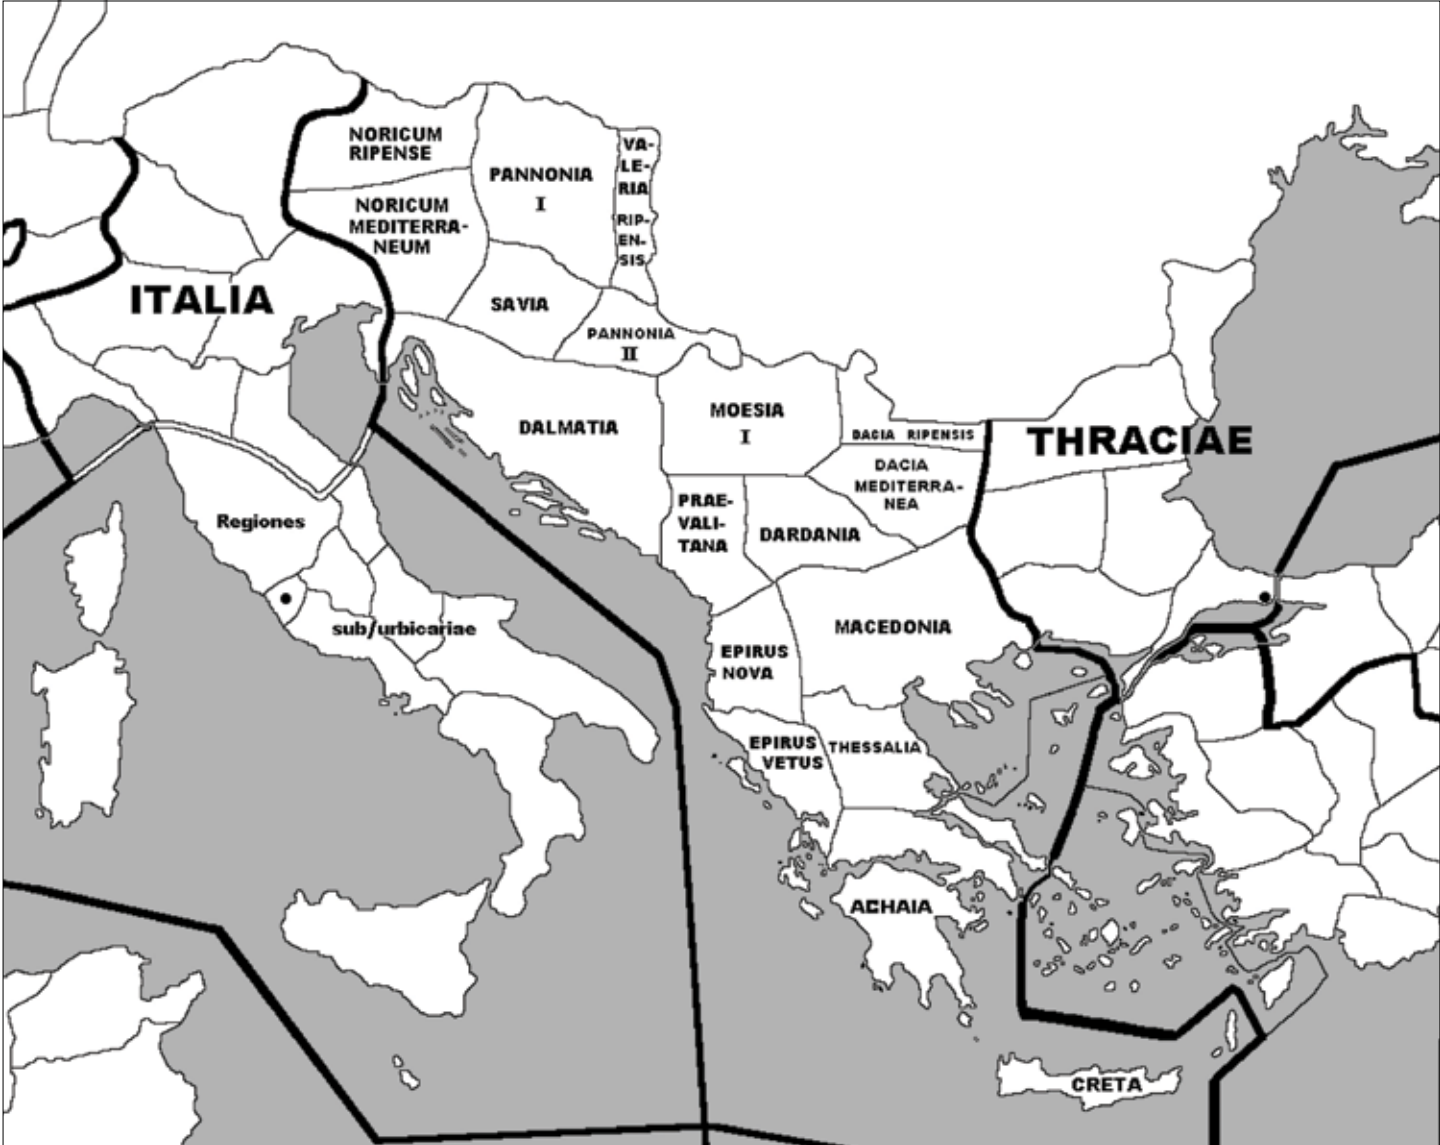 NORICUM
RIPENSE
VA-
LE-
RIA
RIP-
EN-
SIS
PANNONIA
I
NORICUM
MEDITERRA-
NEUM
ITALIA
SAVIA
PANNONIA
II
DALMATIA
MOESIA
I
DACIA RIPENSIS
THRACIAE
DACIA
MEDITERRA-
NEA
PRAE-
VALI-
TANA
DARDANIA
Regiones
sub/urbicariae
MACEDONIA
EPIRUS
NOVA
EPIRUS
VETUS
THESSALIA
ACHAIA
CRETA